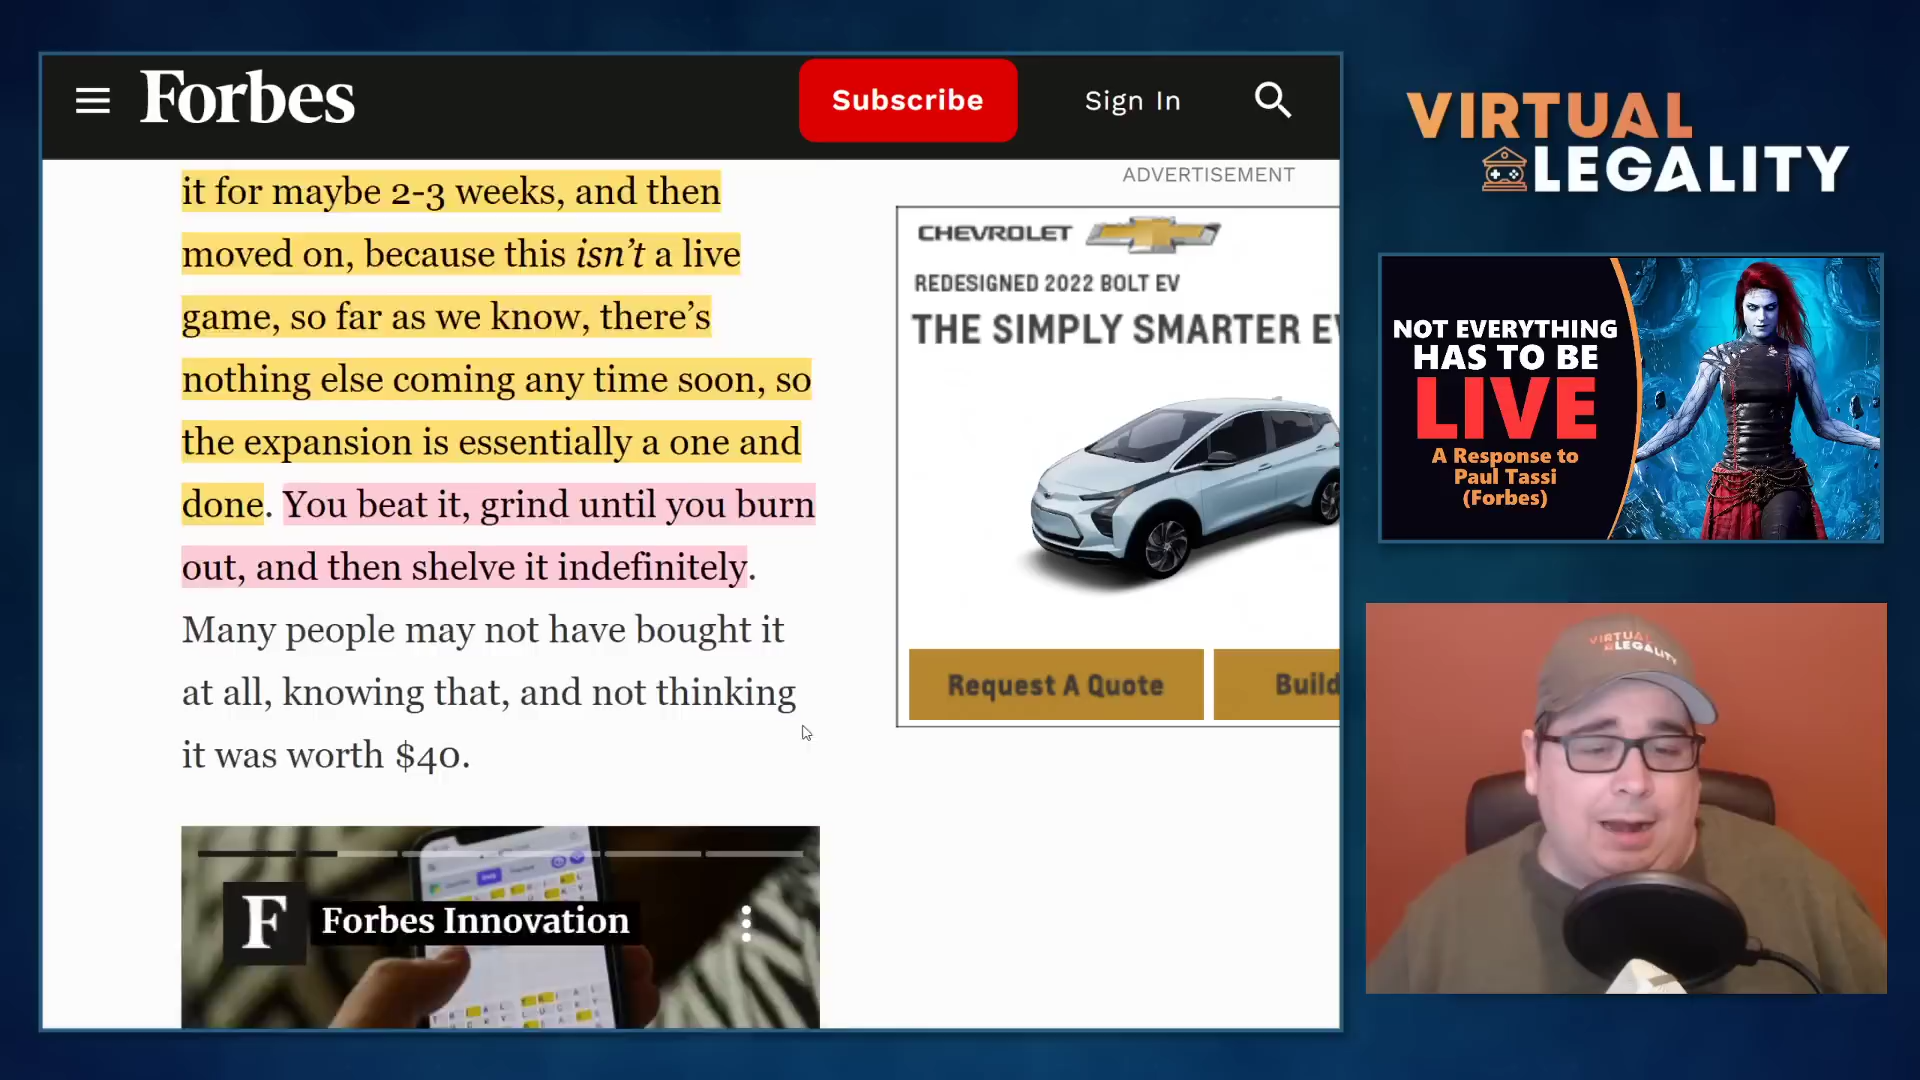 Forbes
Subscribe
Sign In
it for maybe 2-3 weeks, and then
moved on, because this isn't a live
game, so far as we know, there's
nothing else coming any time soon, so
the expansion is essentially a one and
done. You beat it, grind until you burn
out, and then shelve it indefinitely.
Many people may not have bought it
at all, knowing that, and not thinking
it was worth $40.
F
Forbes Innovation
ADVERTISEMENT
CHEVROLET
REDESIGNED 2022 BOLT EV
THE SIMPLY SMARTER EV
Request A Quote
Build
VIRTUAL
LEGALITY
NOT EVERYTHING
HAS TO BE
LIVE
A Response to
Paul Tassi
(Forbes)
VIRTUAL
LEGALITY